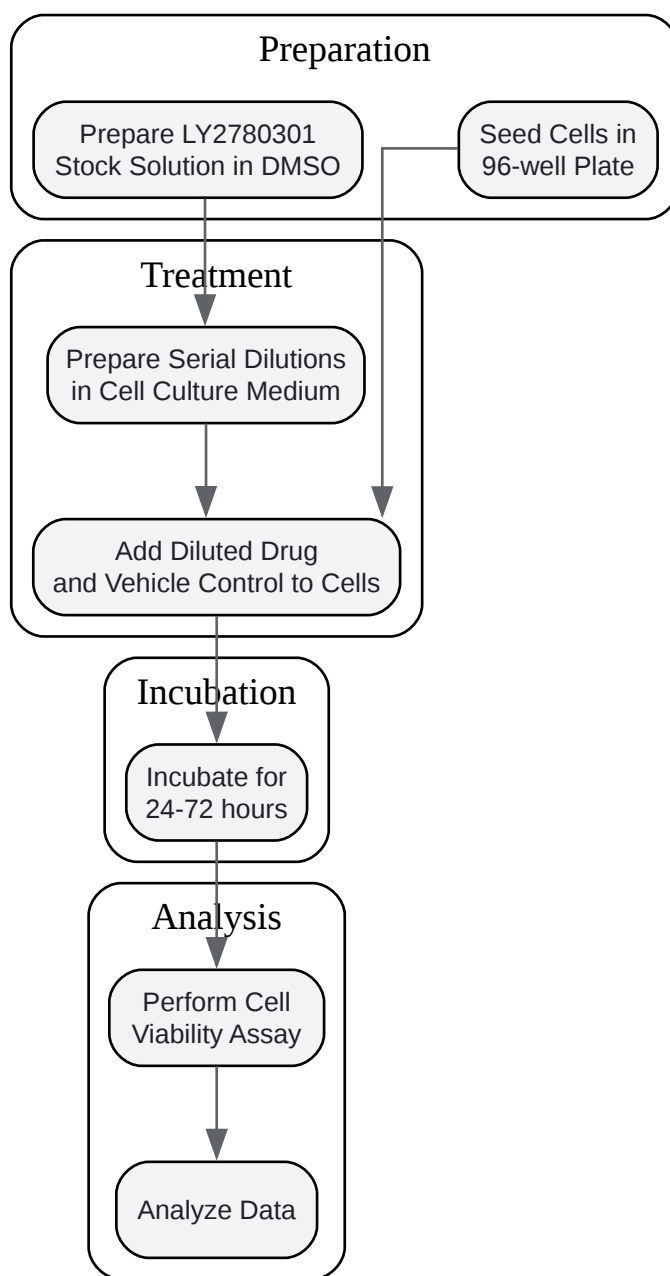 Preparation
Prepare LY2780301
Stock Solution in DMSO
Seed Cells in
96-well Plate
Treatment
Prepare Serial Dilutions
in Cell Culture Medium
Add Diluted Drug
and Vehicle Control to Cells
Incubation
Incubate for
24-72 hours
Analysis
Perform Cell
Viability Assay
Analyze Data